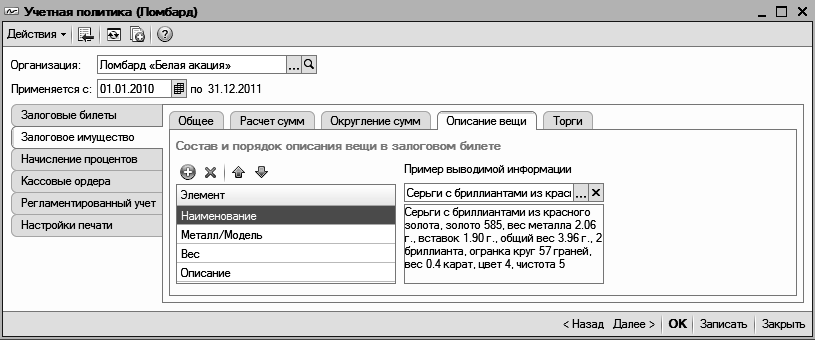 Учетная политика (Ломбард)
Действия
Организация: Ломбард «Белая акация» ...
Применяется с: 01.01.2010 по 31.12.2011
Залоговые билеты
Залоговое имущество
Начисление процентов
Кассовые ордера
Регламентированный учет
Настройки печати
Общее Расчет сумм Округление сумм Описание вещи Торги
Состав и порядок описания вещи в залоговом билете
Пример выводимой информации
Элемент
Наименование
Металл/Модель
Вес
Описание
Серьги с бриллиантами из крас ...
Серьги с бриллиантами из красного
золота, золото 585, вес металла 2.06
г., вставок 1.90 г., общий вес 3.96 г., 2
бриллианта, огранка круг 57 граней,
вес 0.4 карат, цвет 4, чистота 5
< Назад Далее > OK Записать Закрыть